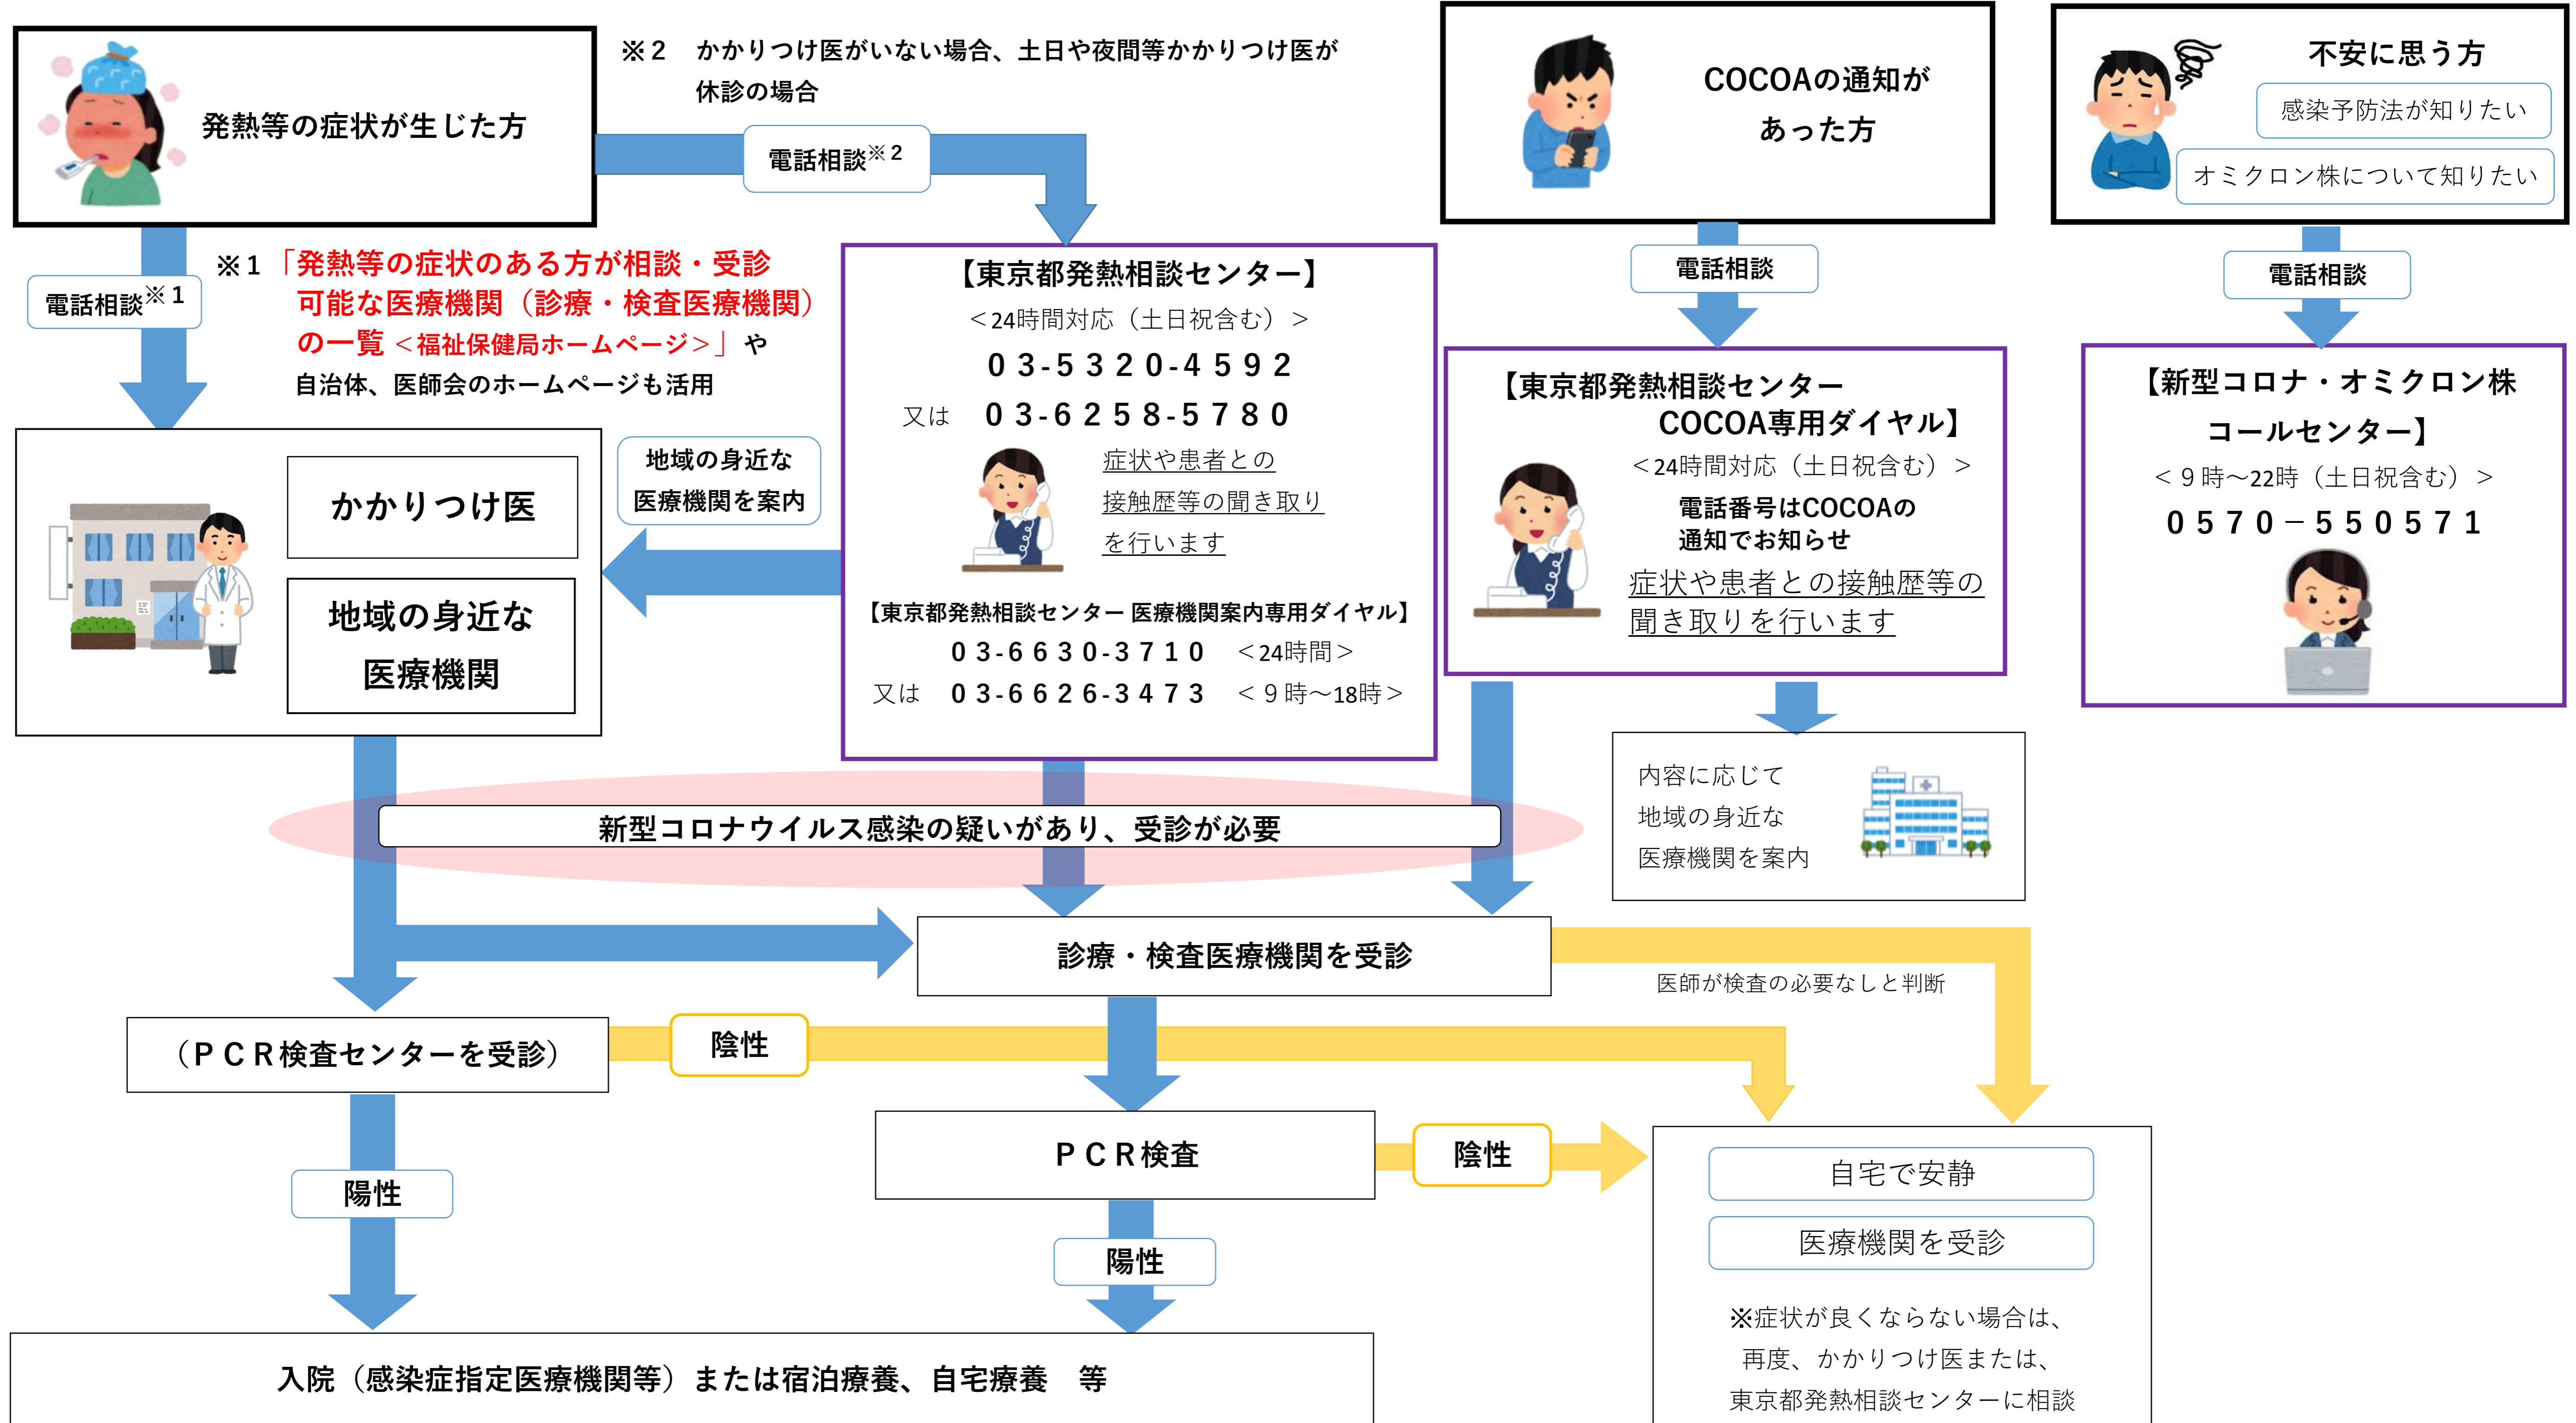 発熱等の症状が生じた方
※２　かかりつけ医がいない場合、土日や夜間等かかりつけ医が
休診の場合
電話相談※２
COCOAの通知が
あった方
不安に思う方
感染予防法が知りたい
オミクロン株について知りたい
電話相談※１
※１「発熱等の症状のある方が相談・受診
可能な医療機関（診療・検査医療機関）
の一覧＜福祉保健局ホームページ＞」や
自治体、医師会のホームページも活用
電話相談
電話相談
【東京都発熱相談センター】
＜24時間対応（土日祝含む）＞
０３-５３２０-４５９２
又は　０３-６２５８-５７８０
症状や患者との
接触歴等の聞き取り
を行います
【東京都発熱相談センター 医療機関案内専用ダイヤル】
０３-６６３０-３７１０　＜24時間＞
又は　０３-６６２６-３４７３　＜９時～18時＞
【東京都発熱相談センター
COCOA専用ダイヤル】
＜24時間対応（土日祝含む）＞
電話番号はCOCOAの
通知でお知らせ
症状や患者との接触歴等の
聞き取りを行います
【新型コロナ・オミクロン株
コールセンター】
＜９時～22時（土日祝含む）＞
０５７０－５５０５７１
かかりつけ医
地域の身近な
医療機関
地域の身近な
医療機関を案内
内容に応じて
地域の身近な
医療機関を案内
新型コロナウイルス感染の疑いがあり、受診が必要
診療・検査医療機関を受診
医師が検査の必要なしと判断
（ＰＣＲ検査センターを受診）
陰性
ＰＣＲ検査
陰性
陽性
陽性
自宅で安静
医療機関を受診
※症状が良くならない場合は、
再度、かかりつけ医または、
東京都発熱相談センターに相談
入院（感染症指定医療機関等）または宿泊療養、自宅療養　等